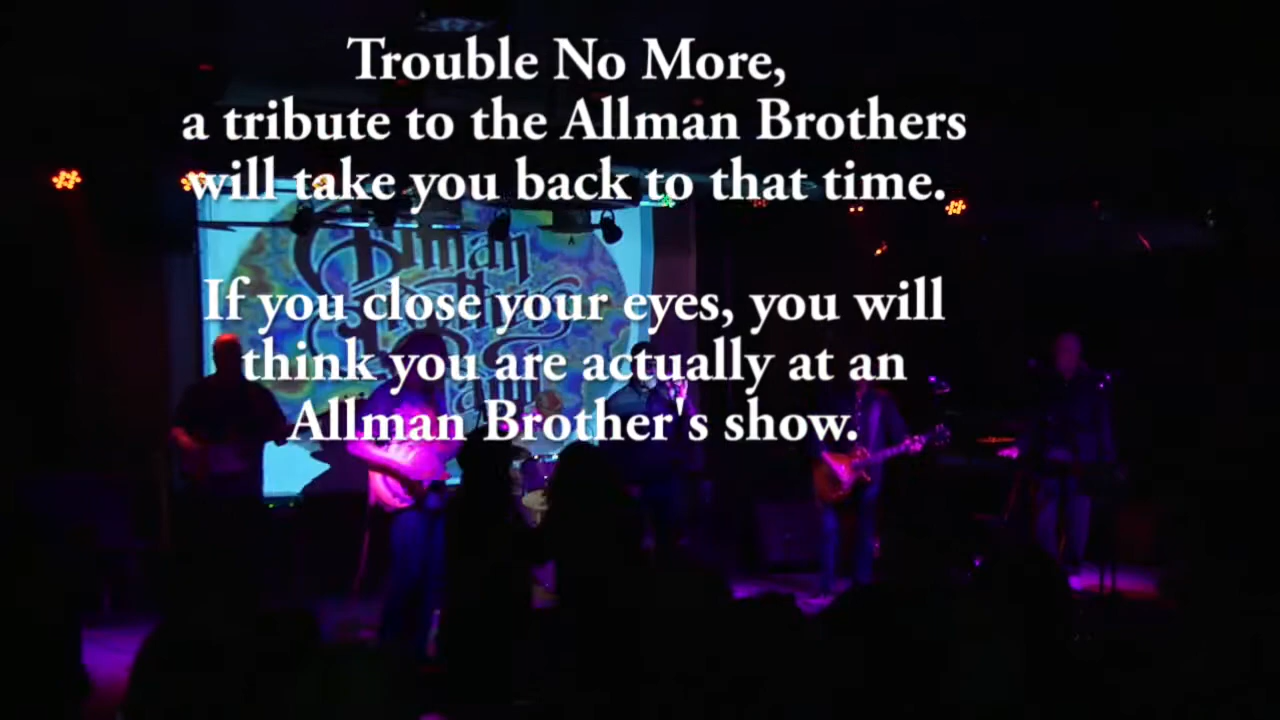 Trouble No More,
a tribute to the Allman Brothers
will take you back to that time.
If you close your eyes, you will
think you are actually at an
Allman Brother's show.